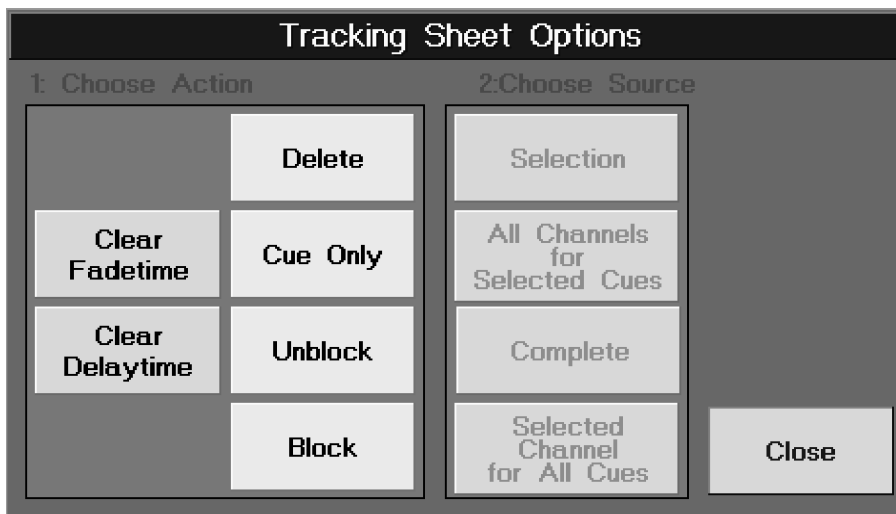 Tracking Sheet Options
1: Choose Action
2:Choose Source
Delete
Clear
Fadetime
Cue Only
Clear
Delaytime
Unblock
Block
Selection
All Channels
for
Selected Cues
Complete
Selected
Channel
for All Cues
Close